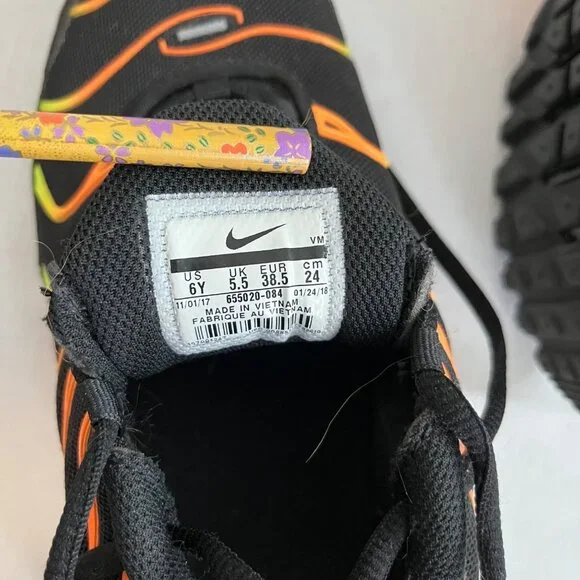 VM
US UK EUR cm
6Y 5.5 38.5 24
11/01/17 655020-084 01/24/18
MADE IN VIETNAM
FABRIQUE AU VIETNAM